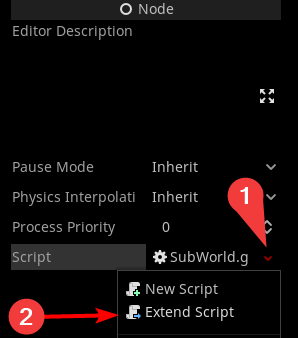 Node
Editor Description
Pause Mode Inherit
Physics Interpolati Inherit
Process Priority 0
1
Script SubWorld.g
New Script
2 Extend Script